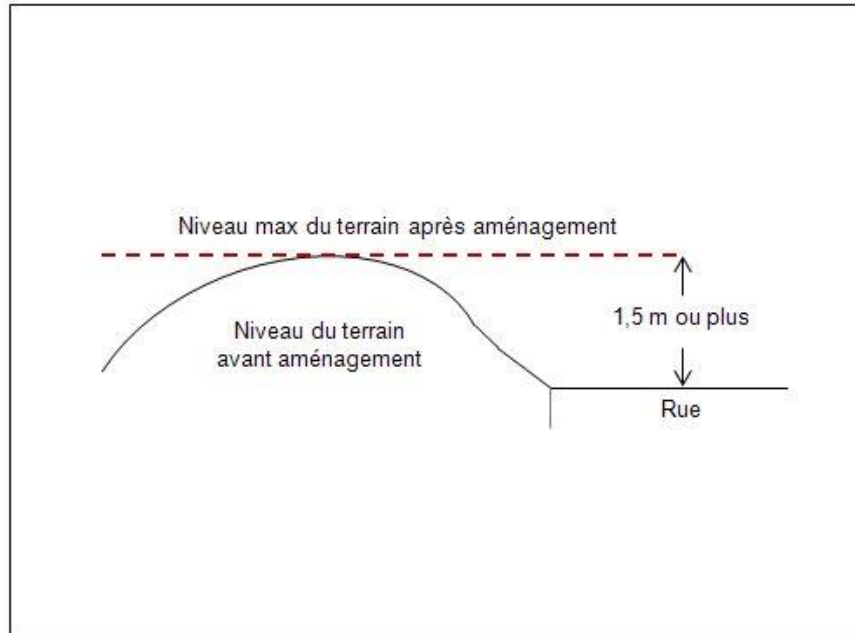 Niveau max du terrain après aménagement
Niveau du terrain
avant aménagement
1,5 m ou plus
Rue